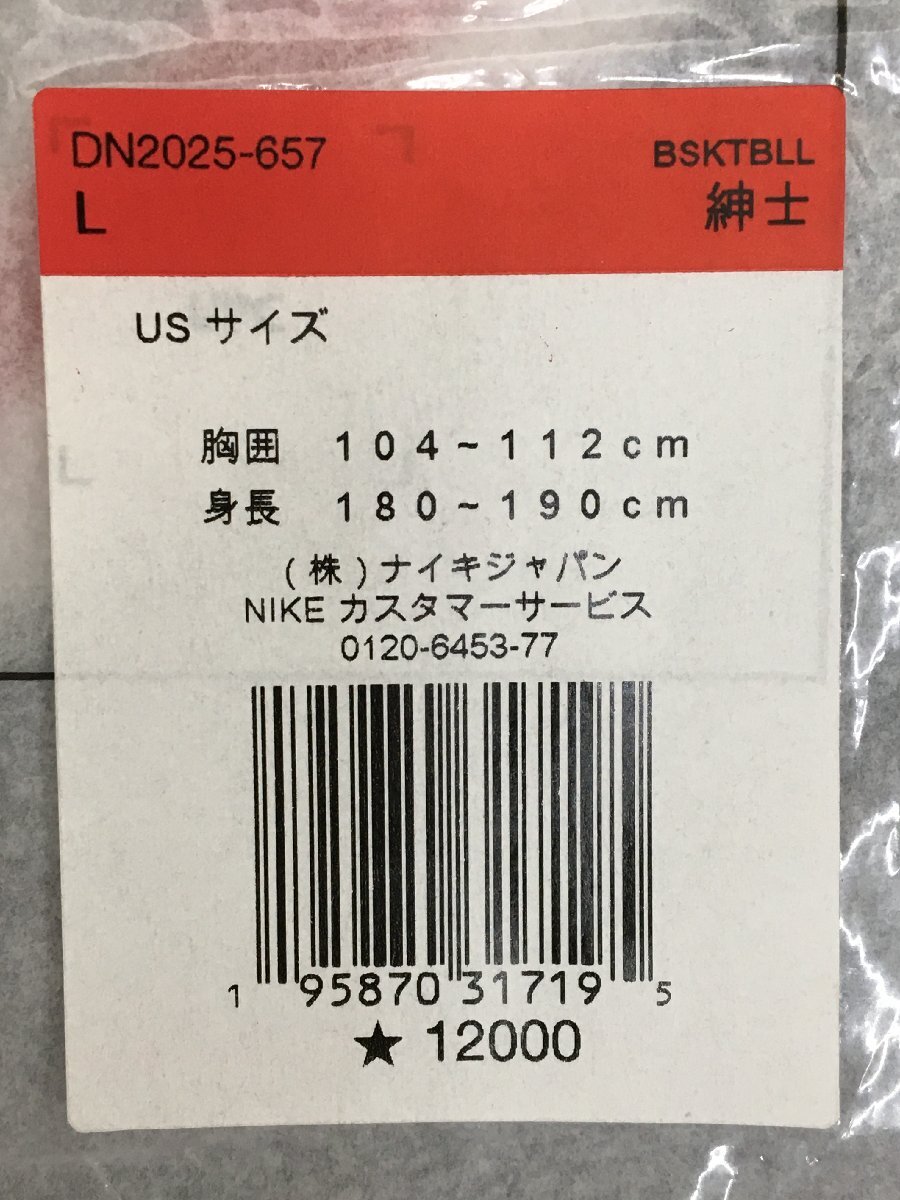 DN2025-657 BSKTBLL
L 紳士
US サイズ
胸囲 104~112cm
身長 180~190cm
(株)ナイキジャパン
NIKE カスタマーサービス
0120-6453-77
1 95870 31719 5
★ 12000